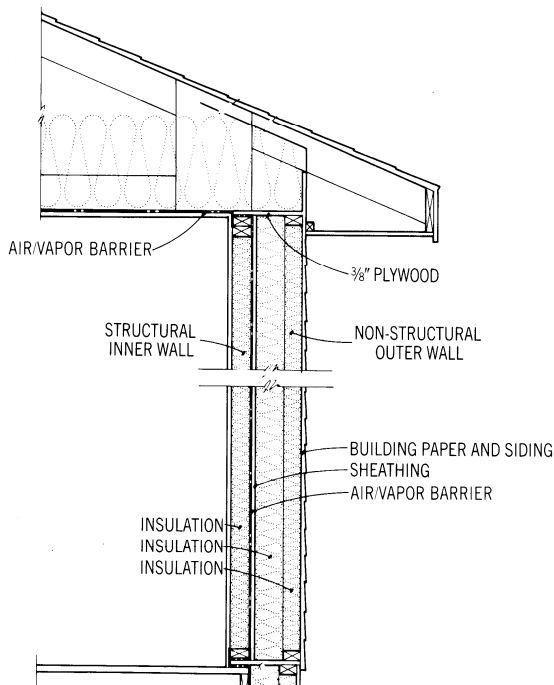 AIR/VAPOR BARRIER
3/8" PLYWOOD
STRUCTURAL
INNER WALL
NON-STRUCTURAL
OUTER WALL
BUILDING PAPER AND SIDING
SHEATHING
AIR/VAPOR BARRIER
INSULATION
INSULATION
INSULATION